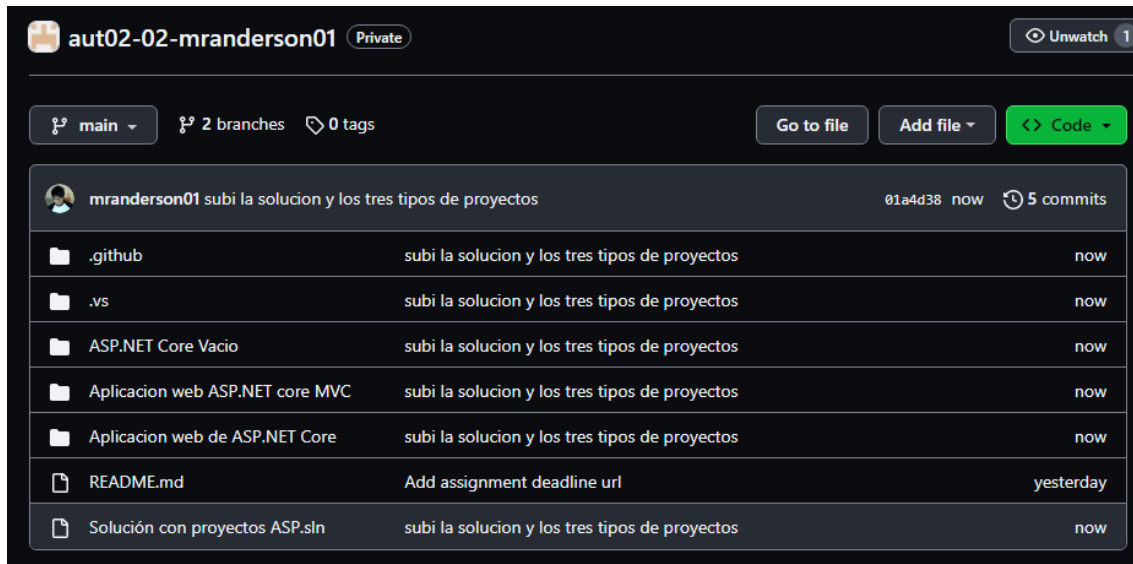 aut02-02-mranderson01 Private Unwatch 1
main 2 branches 0 tags Go to file Add file Code
mranderson01 subi la solucion y los tres tipos de proyectos 01a4d38 now 5 commits
.github subi la solucion y los tres tipos de proyectos now
.vs subi la solucion y los tres tipos de proyectos now
ASP.NET Core Vacio subi la solucion y los tres tipos de proyectos now
Aplicacion web ASP.NET core MVC subi la solucion y los tres tipos de proyectos now
Aplicacion web de ASP.NET Core subi la solucion y los tres tipos de proyectos now
README.md Add assignment deadline url yesterday
Solución con proyectos ASP.sln subi la solucion y los tres tipos de proyectos now